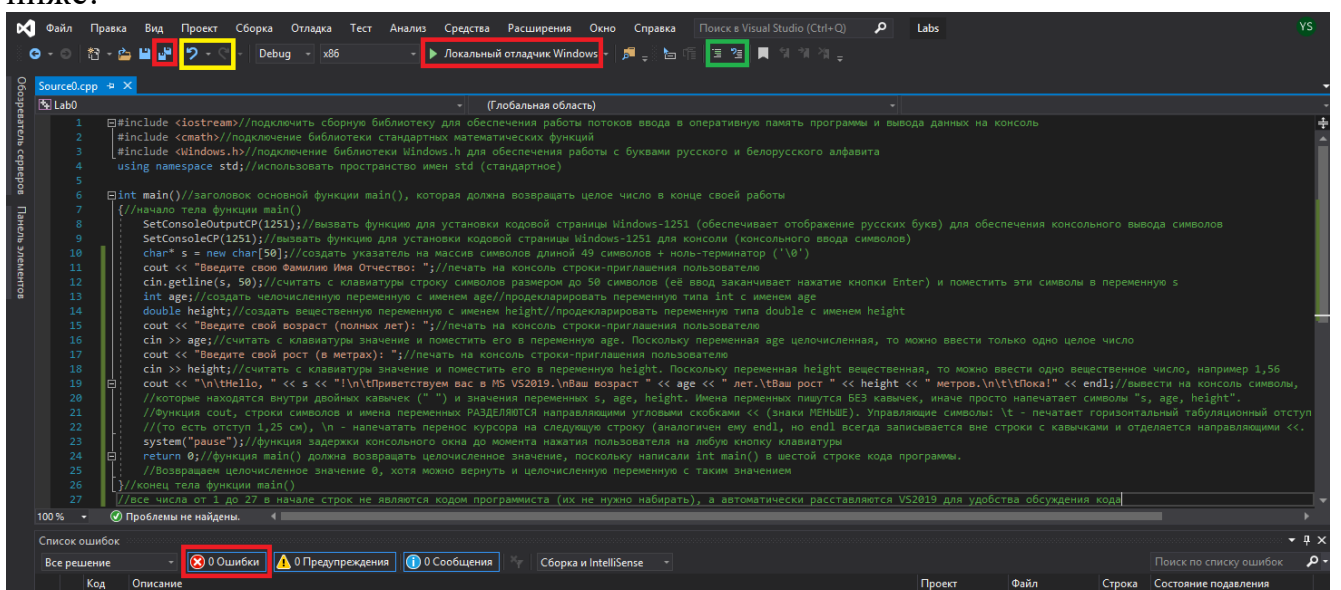 ниже:
Файл Правка Вид Проект Сборка Отладка Тест Анализ Средства Расширения Окно Справка Поиск в Visual Studio (Ctrl+Q) Labs YS
Debug x86 Локальный отладчик Windows
Обозреватель серверов
Панель элементов
Source0.cpp
Lab0 (Глобальная область)
1 #include <iostream>//подключить сборную библиотеку для обеспечения работы потоков ввода в оперативную память программы и вывода данных на консоль
2 #include <cmath>//подключение библиотеки стандартных математических функций
3 #include <Windows.h>//подключение библиотеки Windows.h для обеспечения работы с буквами русского и белорусского алфавита
4 using namespace std;//использовать пространство имен std (стандартное)
5
6 int main()//заголовок основной функции main(), которая должна возвращать целое число в конце своей работы
7 {//начало тела функции main()
8 SetConsoleOutputCP(1251);//вызвать функцию для установки кодовой страницы Windows-1251 (обеспечивает отображение русских букв) для обеспечения консольного вывода символов
9 SetConsoleCP(1251);//вызвать функцию для установки кодовой страницы Windows-1251 для консоли (консольного ввода символов)
10 char* s = new char[50];//создать указатель на массив символов длиной 49 символов + ноль-терминатор ('\0')
11 cout << "Введите свою Фамилию Имя Отчество: ";//печать на консоль строки-приглашения пользователю
12 cin.getline(s, 50);//считать с клавиатуры строку символов размером до 50 символов (её ввод заканчивает нажатие кнопки Enter) и поместить эти символы в переменную s
13 int age;//создать челочисленную переменную с именем age//продекларировать переменную типа int с именем age
14 double height;//создать вещественную переменную с именем height//продекларировать переменную типа double с именем height
15 cout << "Введите свой возраст (полных лет): ";//печать на консоль строки-приглашения пользователю
16 cin >> age;//считать с клавиатуры значение и поместить его в переменную age. Поскольку переменная age целочисленная, то можно ввести только одно целое число
17 cout << "Введите свой рост (в метрах): ";//печать на консоль строки-приглашения пользователю
18 cin >> height;//считать с клавиатуры значение и поместить его в переменную height. Поскольку переменная height вещественная, то можно ввести одно вещественное число, например 1,56
19 cout << "\n\tHello, " << s << "!\n\tПриветствуем вас в MS VS2019.\nВаш возраст " << age << " лет.\tВаш рост " << height << " метров.\n\t\tПока!" << endl;//вывести на консоль символы,
20 //которые находятся внутри двойных кавычек (" ") и значения переменных s, age, height. Имена перменных пишутся БЕЗ кавычек, иначе просто напечатает символы "s, age, height".
21 //Функция cout, строки символов и имена переменных РАЗДЕЛЯЮТСЯ направляющими угловыми скобками << (знаки МЕНЬШЕ). Управляющие символы: \t - печатает горизонтальный табуляционный отступ
22 //(то есть отступ 1,25 см), \n - напечатать перенос курсора на следующую строку (аналогичен ему endl, но endl всегда записывается вне строки с кавычками и отделяется направляющими <<.
23 system("pause");//функция задержки консольного окна до момента нажатия пользователя на любую кнопку клавиатуры
24 return 0;//функция main() должна возвращать целочисленное значение, поскольку написали int main() в шестой строке кода программы.
25 //Возвращаем целочисленное значение 0, хотя можно вернуть и целочисленную переменную с таким значением
26 }//конец тела функции main()
27 //все числа от 1 до 27 в начале строк не являются кодом программиста (их не нужно набирать), а автоматически расставляются VS2019 для удобства обсуждения кода
100 % Проблемы не найдены.
Список ошибок
Все решение 0 Ошибки 0 Предупреждения 0 Сообщения Сборка и IntelliSense Поиск по списку ошибок
Код Описание Проект Файл Строка Состояние подавления